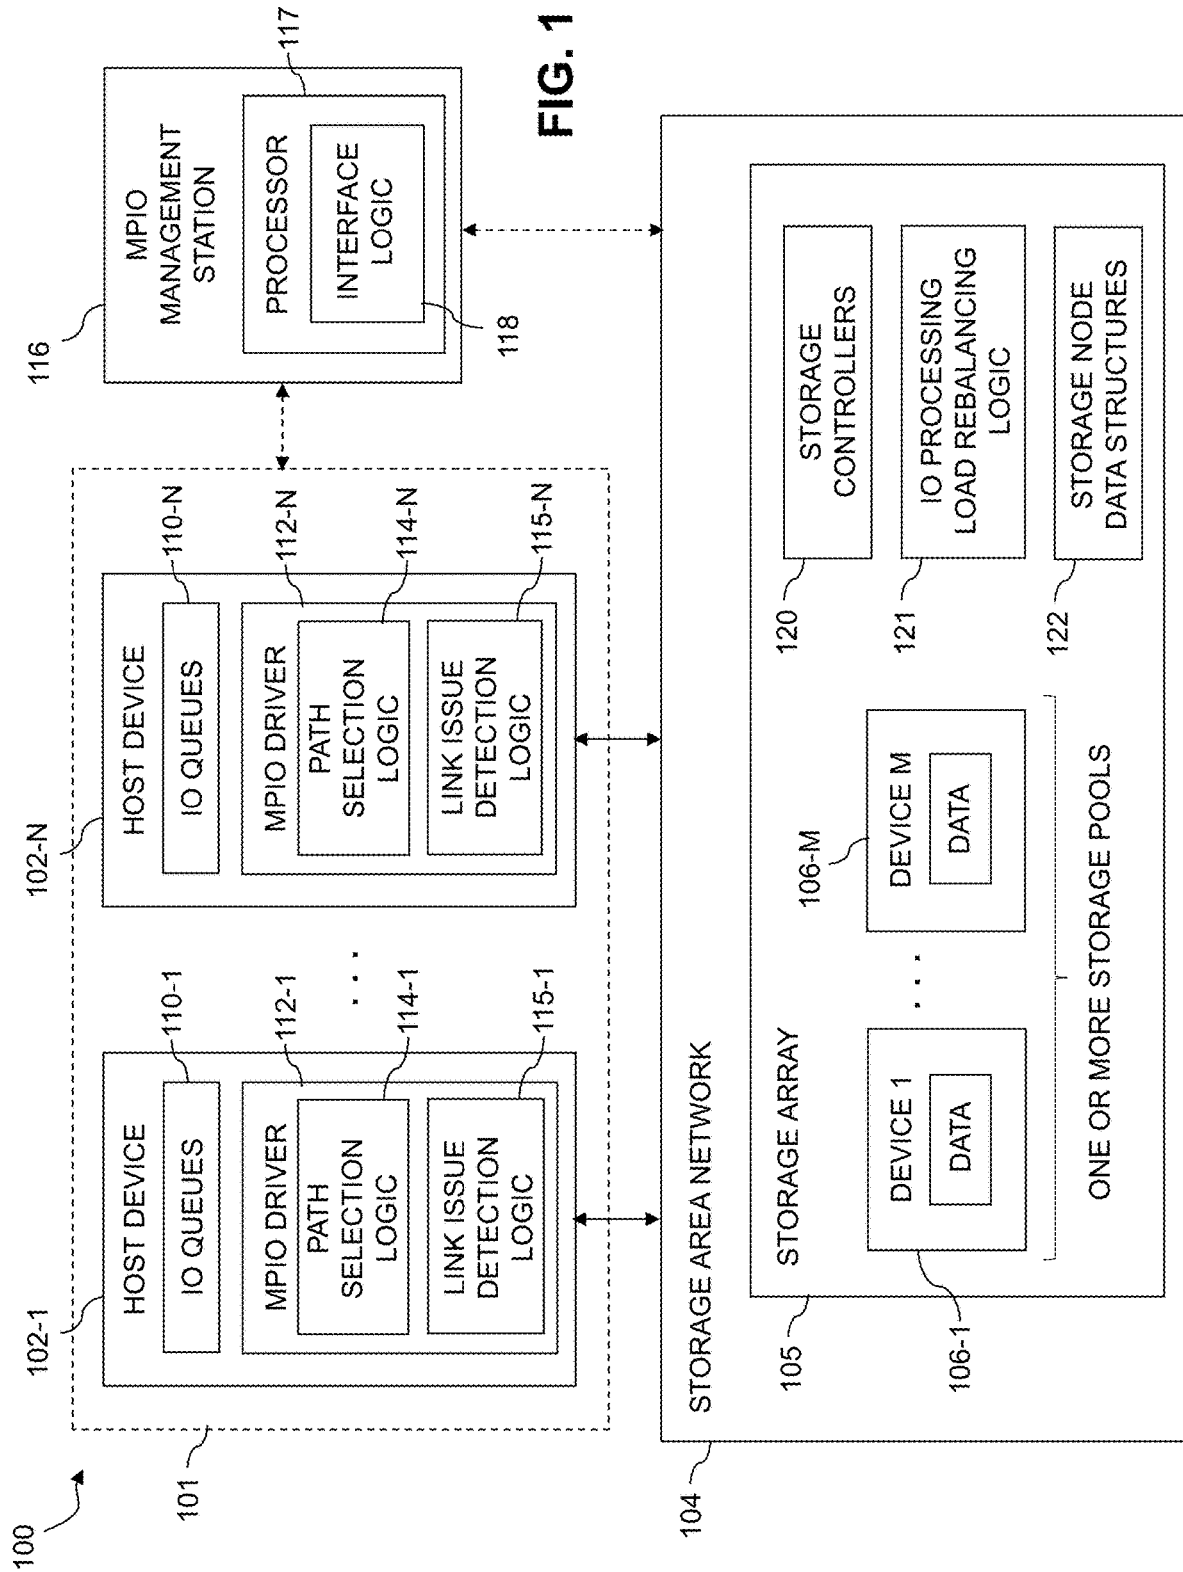 100
101
102-1
HOST DEVICE
IO QUEUES
110-1
MPIO DRIVER
112-1
PATH
SELECTION
LOGIC
114-1
LINK ISSUE
DETECTION
LOGIC
115-1
. . .
102-N
HOST DEVICE
IO QUEUES
110-N
MPIO DRIVER
112-N
PATH
SELECTION
LOGIC
114-N
LINK ISSUE
DETECTION
LOGIC
115-N
116
MPIO
MANAGEMENT
STATION
PROCESSOR
117
INTERFACE
LOGIC
118
FIG. 1
104
STORAGE AREA NETWORK
105
STORAGE ARRAY
106-1
DEVICE 1
DATA
. . .
106-M
DEVICE M
DATA
ONE OR MORE STORAGE POOLS
120
STORAGE
CONTROLLERS
121
IO PROCESSING
LOAD REBALANCING
LOGIC
122
STORAGE NODE
DATA STRUCTURES